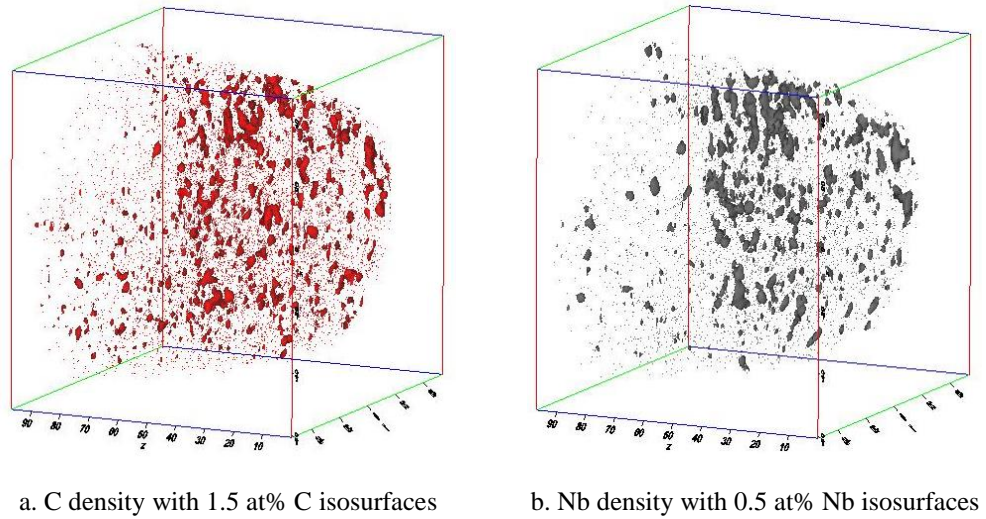 90 80 70 60 50 40 30 20 10
z
90 80 70 60 50 40 30 20 10
z
a. C density with 1.5 at% C isosurfaces
b. Nb density with 0.5 at% Nb isosurfaces